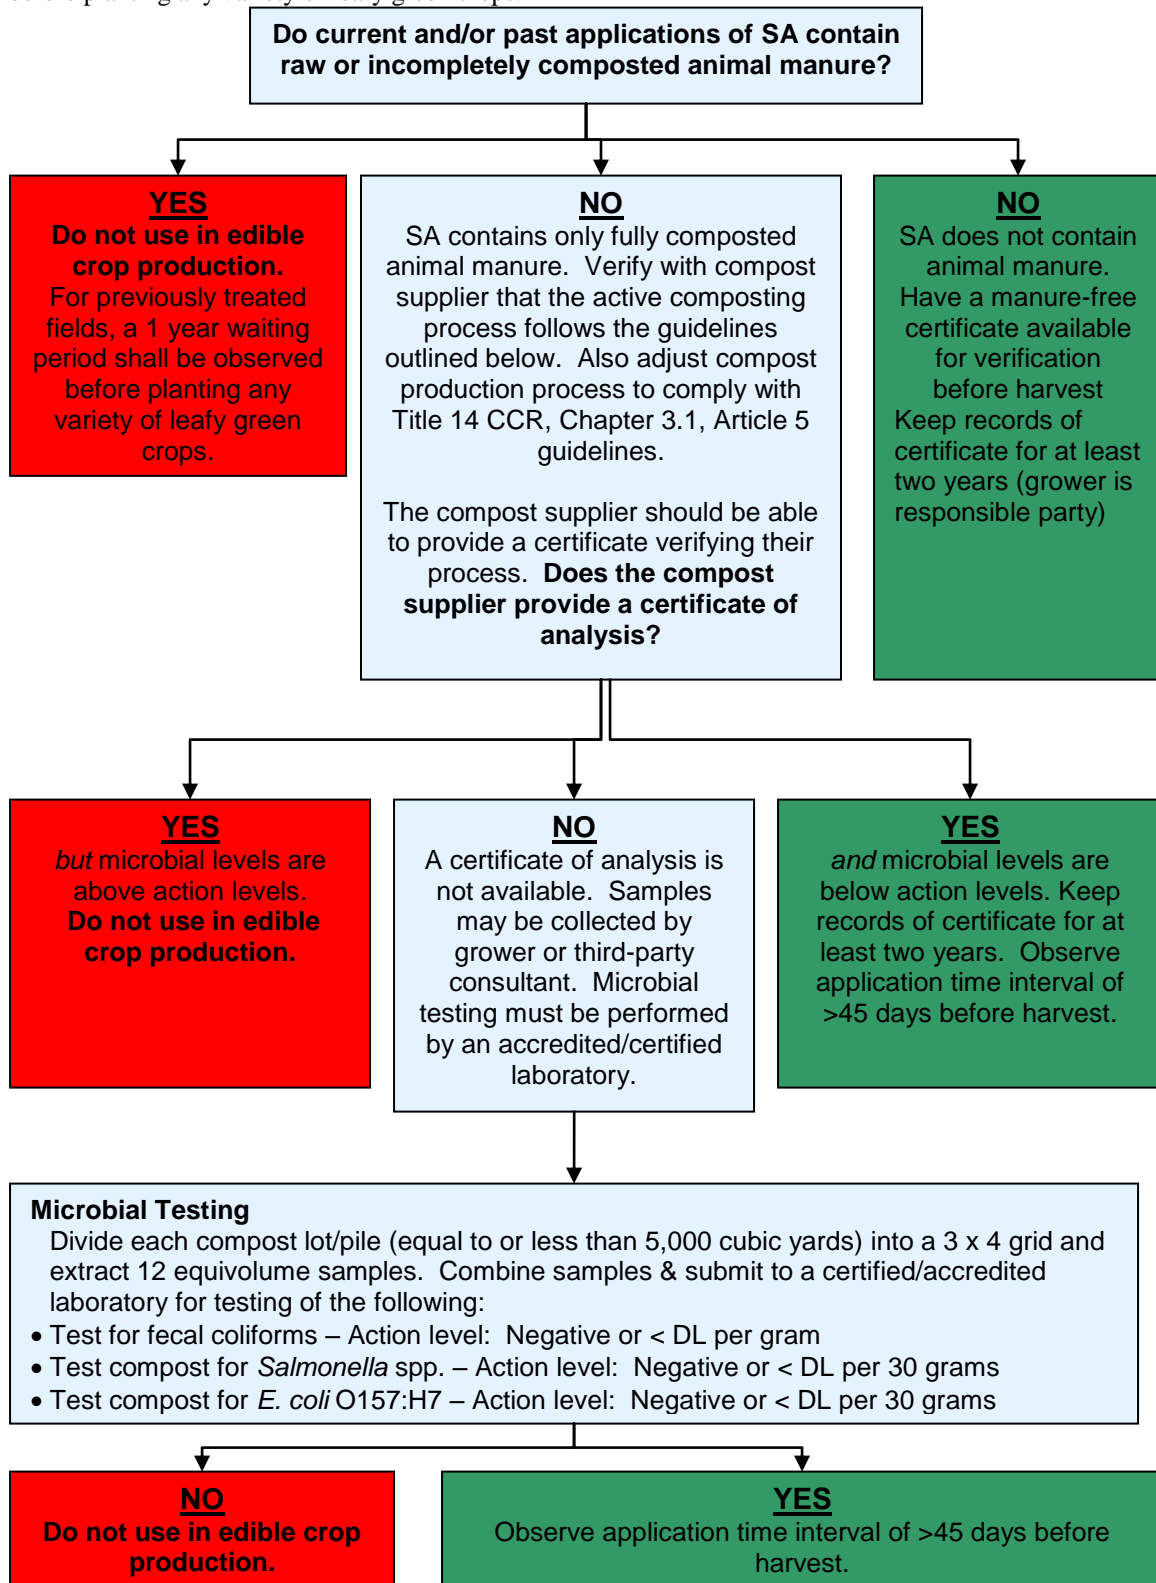 before planting any variety of leafy green crops.
Do current and/or past applications of SA contain
raw or incompletely composted animal manure?
YES
Do not use in edible
crop production.
For previously treated
fields, a 1 year waiting
period shall be observed
before planting any
variety of leafy green
crops.
NO
SA contains only fully composted
animal manure.  Verify with compost
supplier that the active composting
process follows the guidelines
outlined below.  Also adjust compost
production process to comply with
Title 14 CCR, Chapter 3.1, Article 5
guidelines.
The compost supplier should be able
to provide a certificate verifying their
process.  Does the compost
supplier provide a certificate of
analysis?
NO
SA does not contain
animal manure.
Have a manure-free
certificate available
for verification
before harvest
Keep records of
certificate for at least
two years (grower is
responsible party)
YES
but microbial levels are
above action levels.
Do not use in edible
crop production.
NO
A certificate of analysis is
not available.  Samples
may be collected by
grower or third-party
consultant.  Microbial
testing must be performed
by an accredited/certified
laboratory.
YES
and microbial levels are
below action levels. Keep
records of certificate for at
least two years.  Observe
application time interval of
>45 days before harvest.
Microbial Testing
Divide each compost lot/pile (equal to or less than 5,000 cubic yards) into a 3 x 4 grid and
extract 12 equivolume samples.  Combine samples & submit to a certified/accredited
laboratory for testing of the following:
• Test for fecal coliforms – Action level:  Negative or < DL per gram
• Test compost for Salmonella spp. – Action level:  Negative or < DL per 30 grams
• Test compost for E. coli O157:H7 – Action level:  Negative or < DL per 30 grams
NO
Do not use in edible crop
production.
YES
Observe application time interval of >45 days before
harvest.